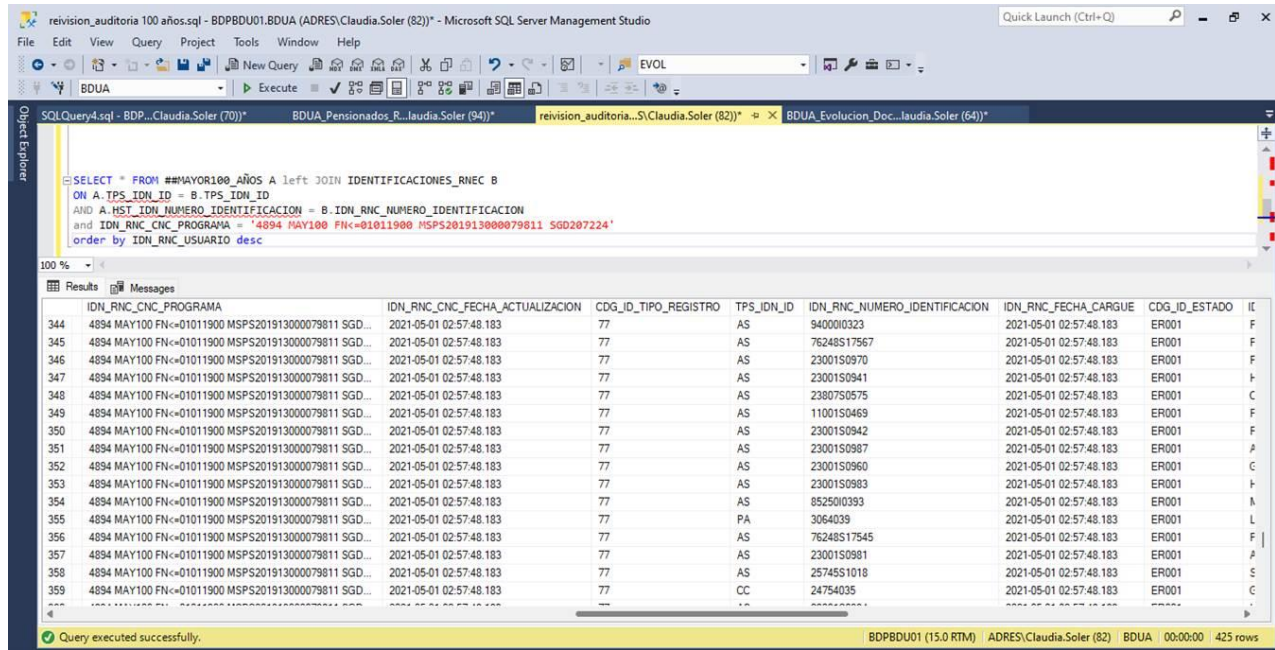 reivision_auditoria 100 años.sql - BDPBDU01.BDUA (ADRES\Claudia.Soler (82))* - Microsoft SQL Server Management Studio
Quick Launch (Ctrl+Q)
File Edit View Query Project Tools Window Help
New Query EVOL
BDUA Execute
Object Explorer
SQLQuery4.sql - BDP...Claudia.Soler (70))* BDUA_Pensionados_R...laudia.Soler (94))* reivision_auditoria...S\Claudia.Soler (82))* BDUA_Evolucion_Doc...laudia.Soler (64))*
SELECT * FROM ##MAYOR100_AÑOS A left JOIN IDENTIFICACIONES_RNEC B
ON A.TPS_IDN_ID = B.TPS_IDN_ID
AND A.HST_IDN_NUMERO_IDENTIFICACION = B.IDN_RNC_NUMERO_IDENTIFICACION
and IDN_RNC_CNC_PROGRAMA = '4894 MAY100 FN<=01011900 MSPS201913000079811 SGD207224'
order by IDN_RNC_USUARIO desc
100 %
Results Messages
IDN_RNC_CNC_PROGRAMA IDN_RNC_CNC_FECHA_ACTUALIZACION CDG_ID_TIPO_REGISTRO TPS_IDN_ID IDN_RNC_NUMERO_IDENTIFICACION IDN_RNC_FECHA_CARGUE CDG_ID_ESTADO
344 4894 MAY100 FN<=01011900 MSPS201913000079811 SGD... 2021-05-01 02:57:48.183 77 AS 94000I0323 2021-05-01 02:57:48.183 ER001 F
345 4894 MAY100 FN<=01011900 MSPS201913000079811 SGD... 2021-05-01 02:57:48.183 77 AS 76248S17567 2021-05-01 02:57:48.183 ER001 F
346 4894 MAY100 FN<=01011900 MSPS201913000079811 SGD... 2021-05-01 02:57:48.183 77 AS 23001S0970 2021-05-01 02:57:48.183 ER001 F
347 4894 MAY100 FN<=01011900 MSPS201913000079811 SGD... 2021-05-01 02:57:48.183 77 AS 23001S0941 2021-05-01 02:57:48.183 ER001
348 4894 MAY100 FN<=01011900 MSPS201913000079811 SGD... 2021-05-01 02:57:48.183 77 AS 23807S0575 2021-05-01 02:57:48.183 ER001
349 4894 MAY100 FN<=01011900 MSPS201913000079811 SGD... 2021-05-01 02:57:48.183 77 AS 11001S0469 2021-05-01 02:57:48.183 ER001 F
350 4894 MAY100 FN<=01011900 MSPS201913000079811 SGD... 2021-05-01 02:57:48.183 77 AS 23001S0942 2021-05-01 02:57:48.183 ER001 F
351 4894 MAY100 FN<=01011900 MSPS201913000079811 SGD... 2021-05-01 02:57:48.183 77 AS 23001S0987 2021-05-01 02:57:48.183 ER001
352 4894 MAY100 FN<=01011900 MSPS201913000079811 SGD... 2021-05-01 02:57:48.183 77 AS 23001S0960 2021-05-01 02:57:48.183 ER001
353 4894 MAY100 FN<=01011900 MSPS201913000079811 SGD... 2021-05-01 02:57:48.183 77 AS 23001S0983 2021-05-01 02:57:48.183 ER001
354 4894 MAY100 FN<=01011900 MSPS201913000079811 SGD... 2021-05-01 02:57:48.183 77 AS 85250I0393 2021-05-01 02:57:48.183 ER001
355 4894 MAY100 FN<=01011900 MSPS201913000079811 SGD... 2021-05-01 02:57:48.183 77 PA 3064039 2021-05-01 02:57:48.183 ER001 L
356 4894 MAY100 FN<=01011900 MSPS201913000079811 SGD... 2021-05-01 02:57:48.183 77 AS 76248S17545 2021-05-01 02:57:48.183 ER001 F
357 4894 MAY100 FN<=01011900 MSPS201913000079811 SGD... 2021-05-01 02:57:48.183 77 AS 23001S0981 2021-05-01 02:57:48.183 ER001
358 4894 MAY100 FN<=01011900 MSPS201913000079811 SGD... 2021-05-01 02:57:48.183 77 AS 25745S1018 2021-05-01 02:57:48.183 ER001 S
359 4894 MAY100 FN<=01011900 MSPS201913000079811 SGD... 2021-05-01 02:57:48.183 77 CC 24754035 2021-05-01 02:57:48.183 ER001
Query executed successfully. BDPBDU01 (15.0 RTM) ADRES\Claudia.Soler (82) BDUA 00:00:00 425 rows